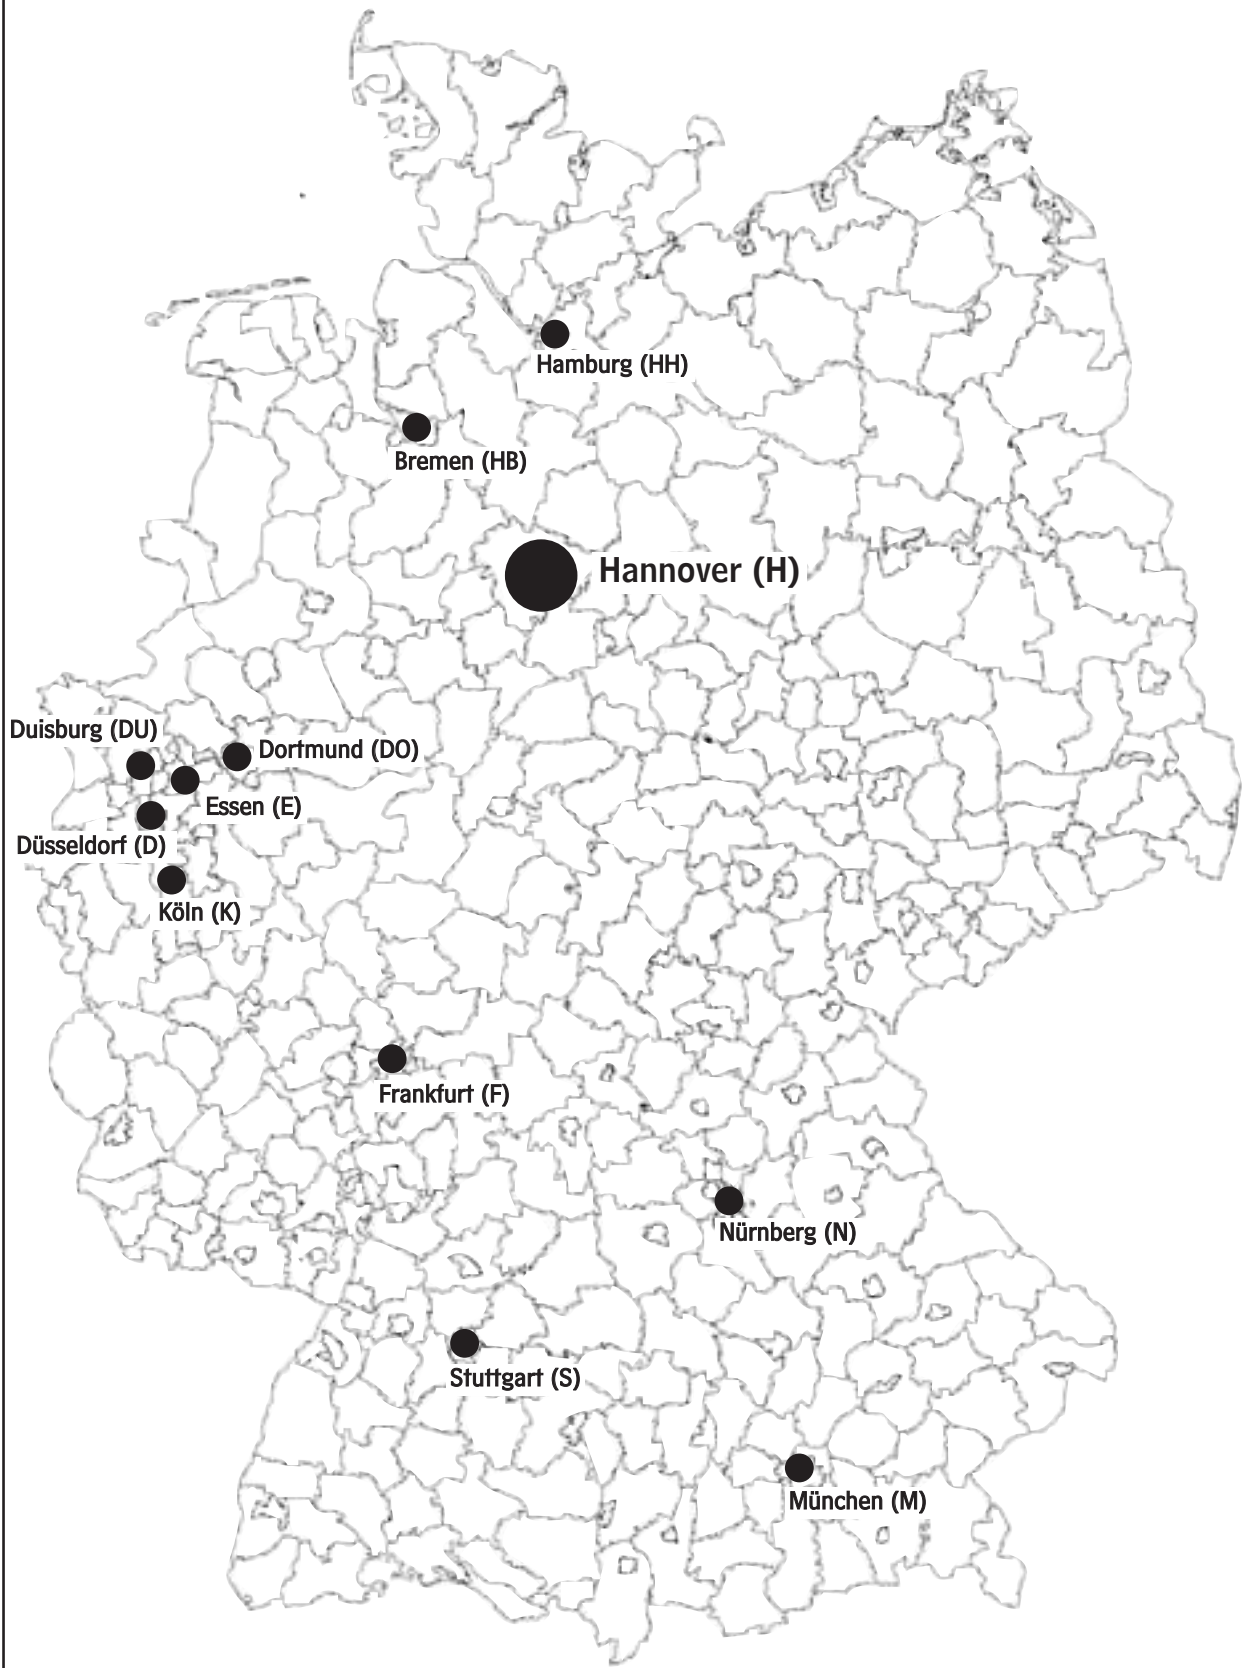 Hamburg (HH)
Bremen (HB)
Hannover (H)
Duisburg (DU)
Dortmund (DO)
Essen (E)
Düsseldorf (D)
Köln (K)
Frankfurt (F)
Nürnberg (N)
Stuttgart (S)
München (M)